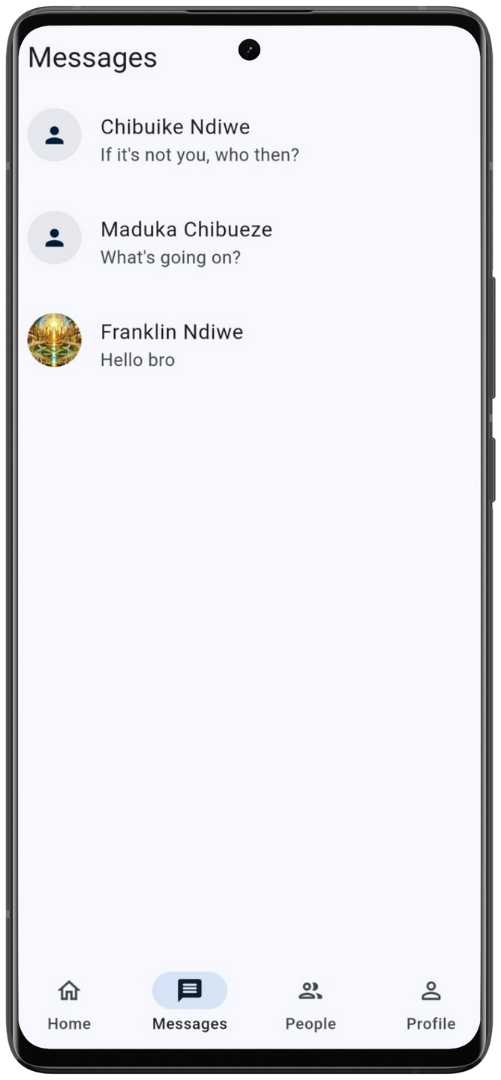 Messages
Chibuike Ndiwe
If it's not you, who then?
Maduka Chibueze
What's going on?
Franklin Ndiwe
Hello bro
Home
Messages
People
Profile